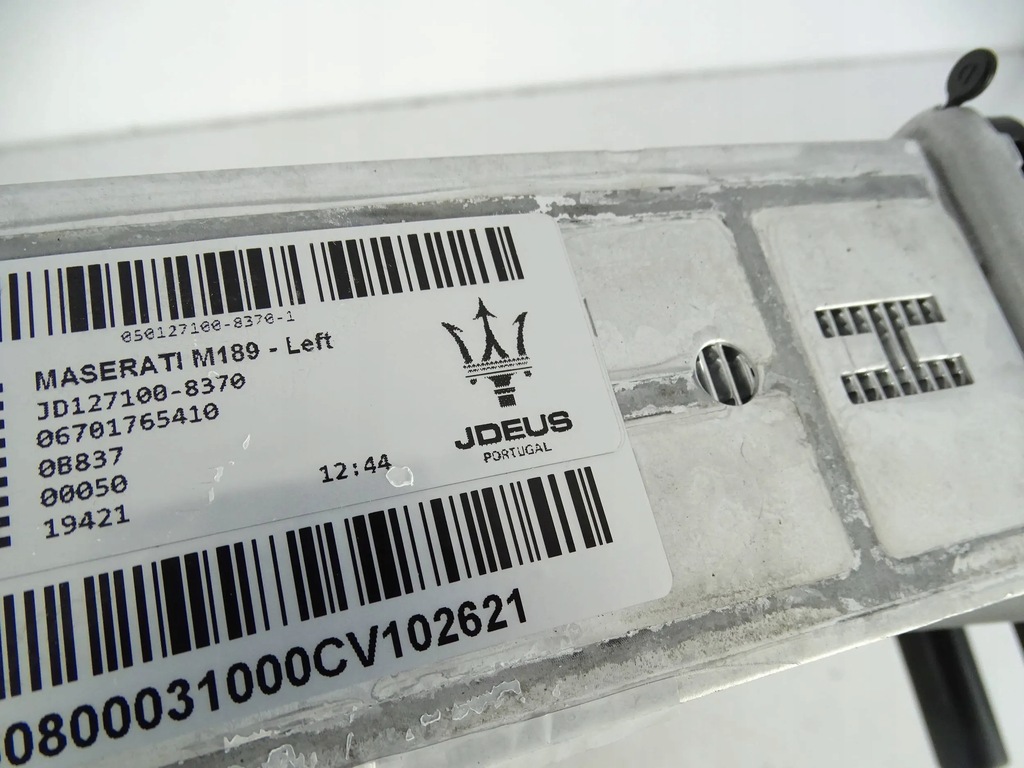 050127100-8370-1
MASERATI M189 - Left
JD127100-8370
06701765410
0B837
00050
19421
12:44
JDEUS
PORTUGAL
0800031000CV102621